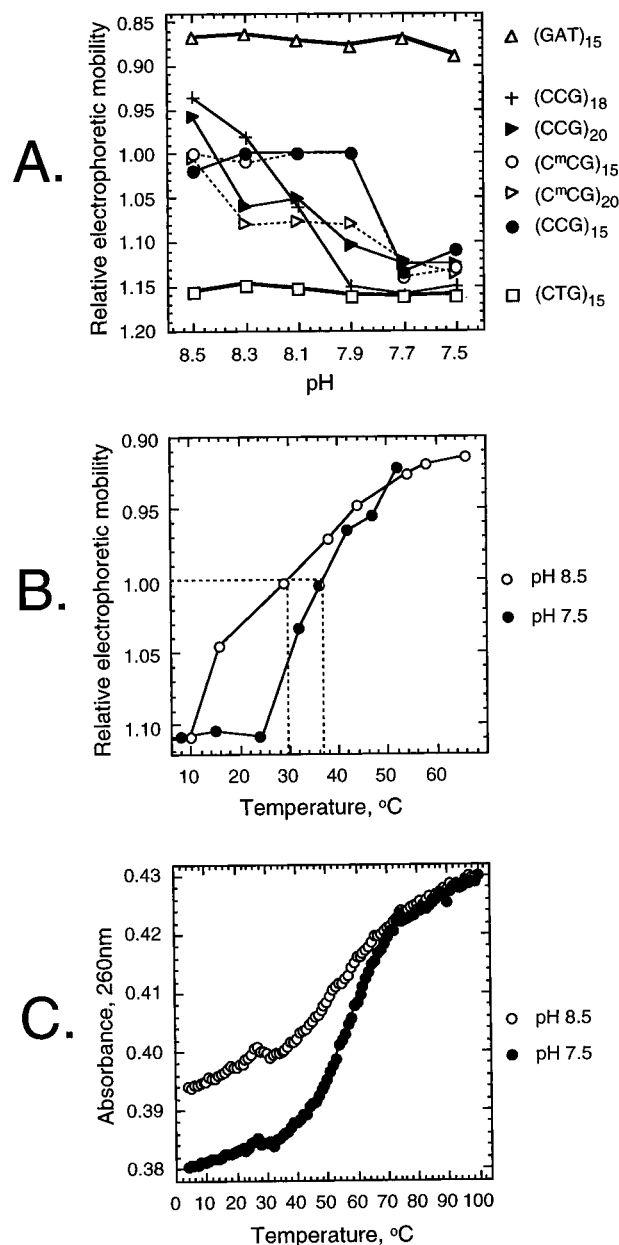 A.
Relative electrophoretic mobility
0.85
0.90
0.95
1.00
1.05
1.10
1.15
1.20
8.5 8.3 8.1 7.9 7.7 7.5
pH
(GAT)15
(CCG)18
(CCG)20
(CmCG)15
(CmCG)20
(CCG)15
(CTG)15
B.
Relative electrophoretic mobility
0.90
0.95
1.00
1.05
1.10
10 20 30 40 50 60
Temperature, oC
pH 8.5
pH 7.5
C.
Absorbance, 260nm
0.43
0.42
0.41
0.40
0.39
0.38
0 10 20 30 40 50 60 70 80 90 100
Temperature, oC
pH 8.5
pH 7.5